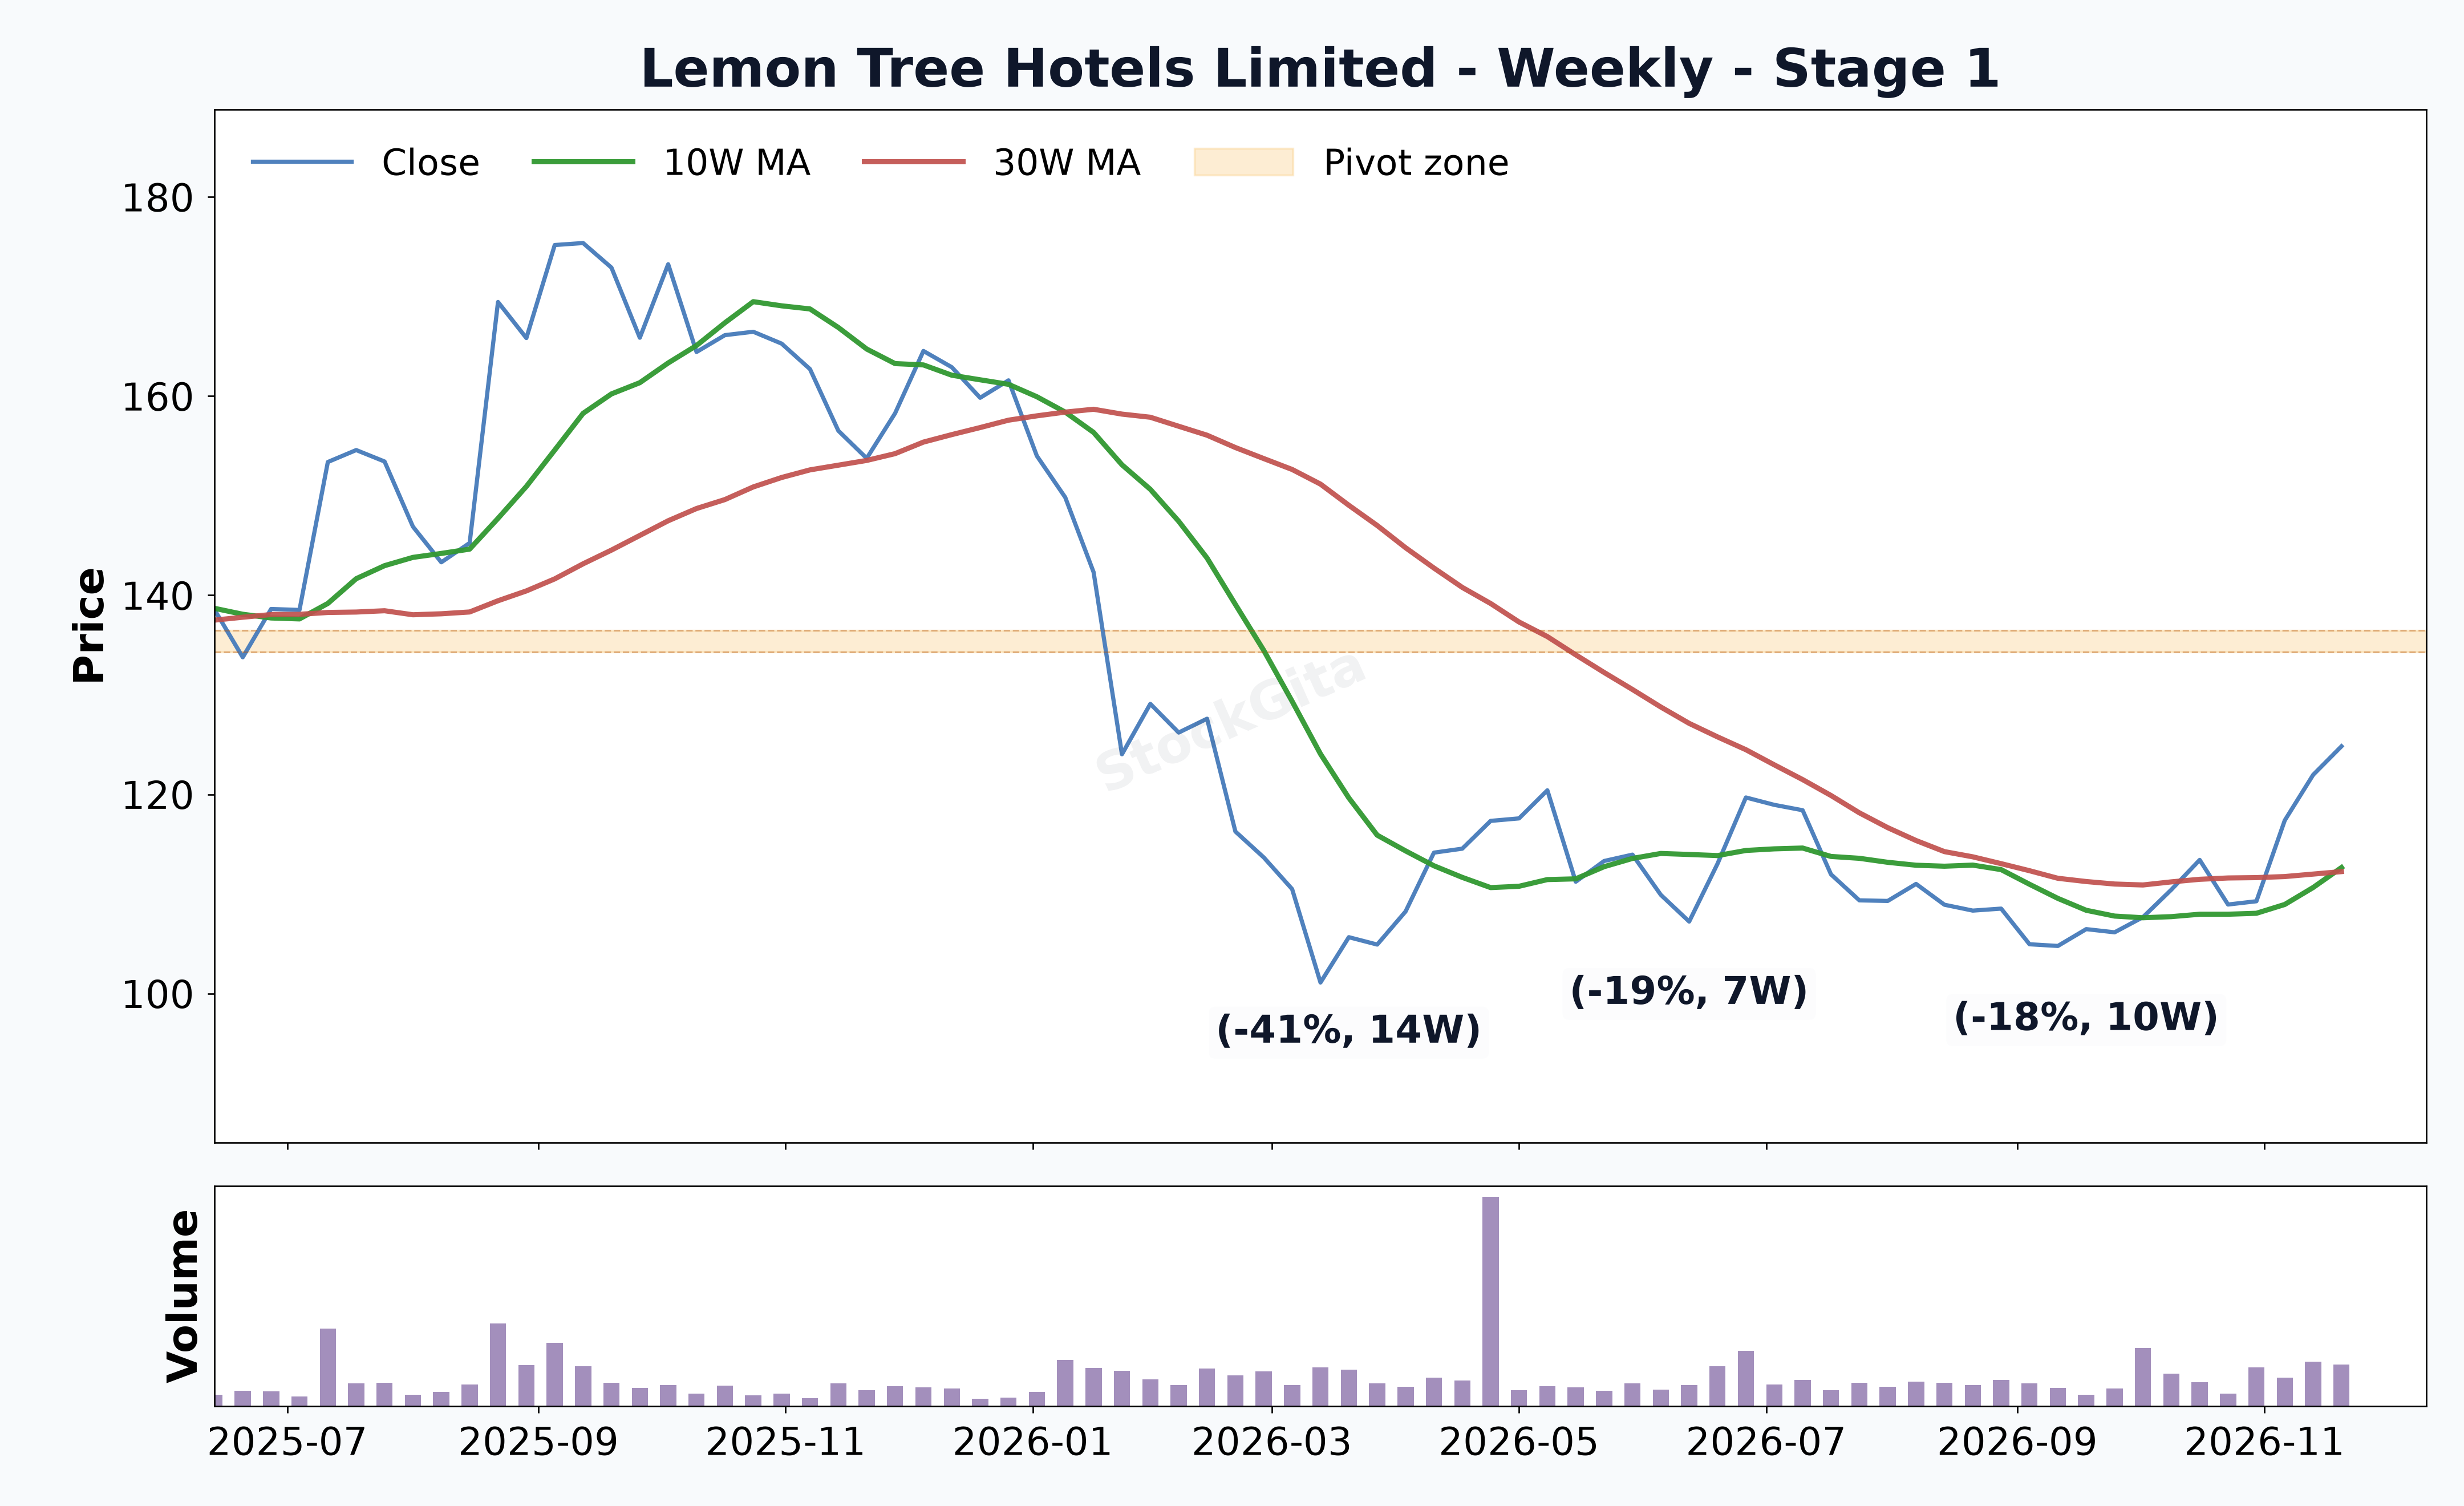 Lemon Tree Hotels Limited - Weekly - Stage 1
Close 10W MA 30W MA Pivot zone
180
160
140
120
100
Price
StockGita
(-41%, 14W)
(-19%, 7W)
(-18%, 10W)
Volume
2025-07 2025-09 2025-11 2026-01 2026-03 2026-05 2026-07 2026-09 2026-11